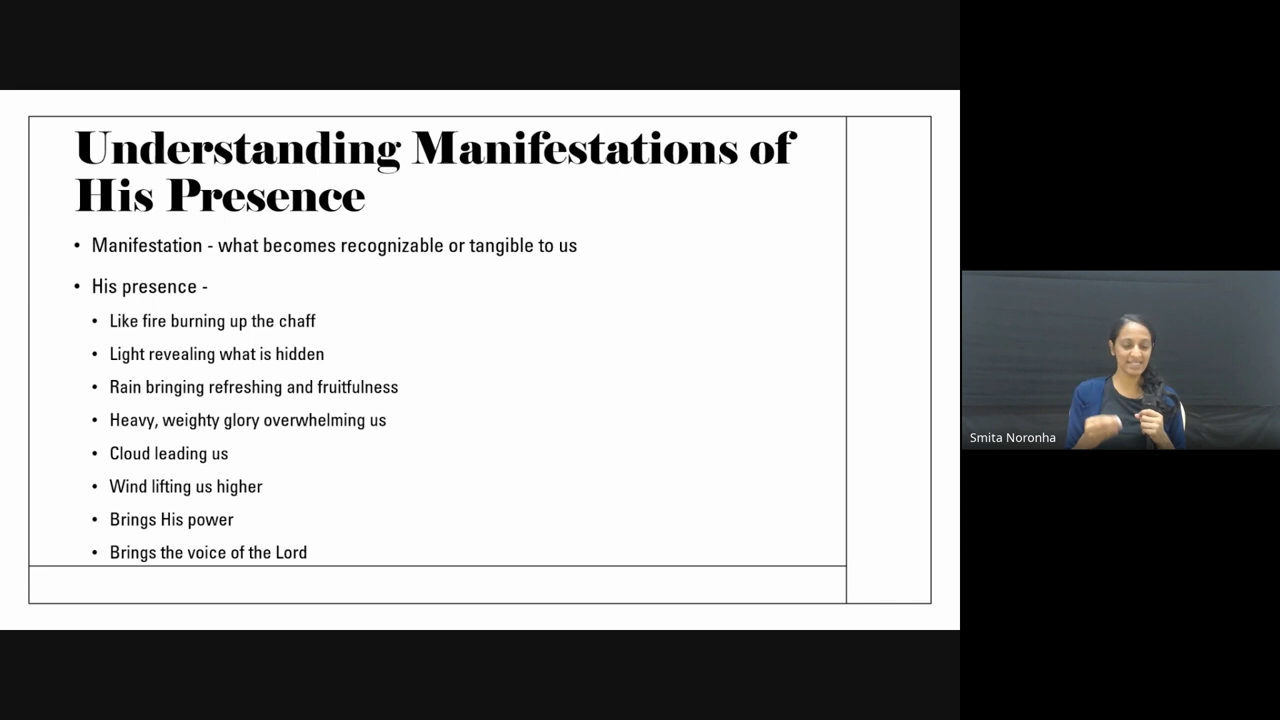 Understanding Manifestations of
His Presence
• Manifestation - what becomes recognizable or tangible to us
• His presence -
• Like fire burning up the chaff
• Light revealing what is hidden
• Rain bringing refreshing and fruitfulness
• Heavy, weighty glory overwhelming us
• Cloud leading us
• Wind lifting us higher
• Brings His power
• Brings the voice of the Lord
Smita Noronha